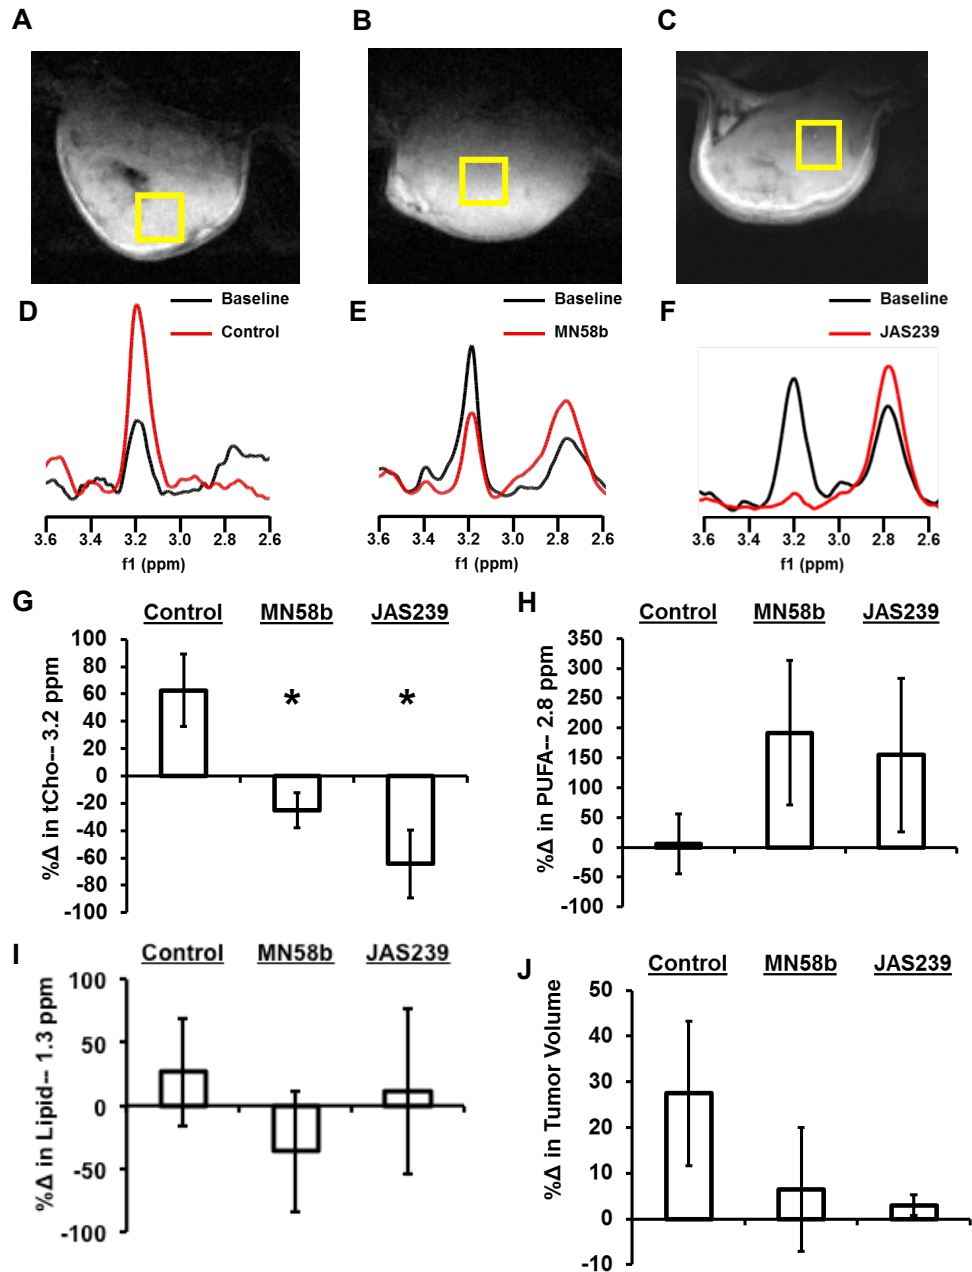 A
B
C
D
Baseline
Control
3.6 3.4 3.2 3.0 2.8 2.6
f1 (ppm)
E
Baseline
MN58b
3.6 3.4 3.2 3.0 2.8 2.6
f1 (ppm)
F
Baseline
JAS239
3.6 3.4 3.2 3.0 2.8 2.6
f1 (ppm)
G
Control MN58b JAS239
%Δ in tCho-- 3.2 ppm
100
80
60
40
20
0
-20
-40
-60
-80
-100
* *
H
Control MN58b JAS239
%Δ in PUFA-- 2.8 ppm
350
300
250
200
150
100
50
0
-50
-100
I
Control MN58b JAS239
%Δ in Lipid-- 1.3 ppm
100
50
0
-50
-100
J
Control MN58b JAS239
%Δ in Tumor Volume
50
40
30
20
10
0
-10